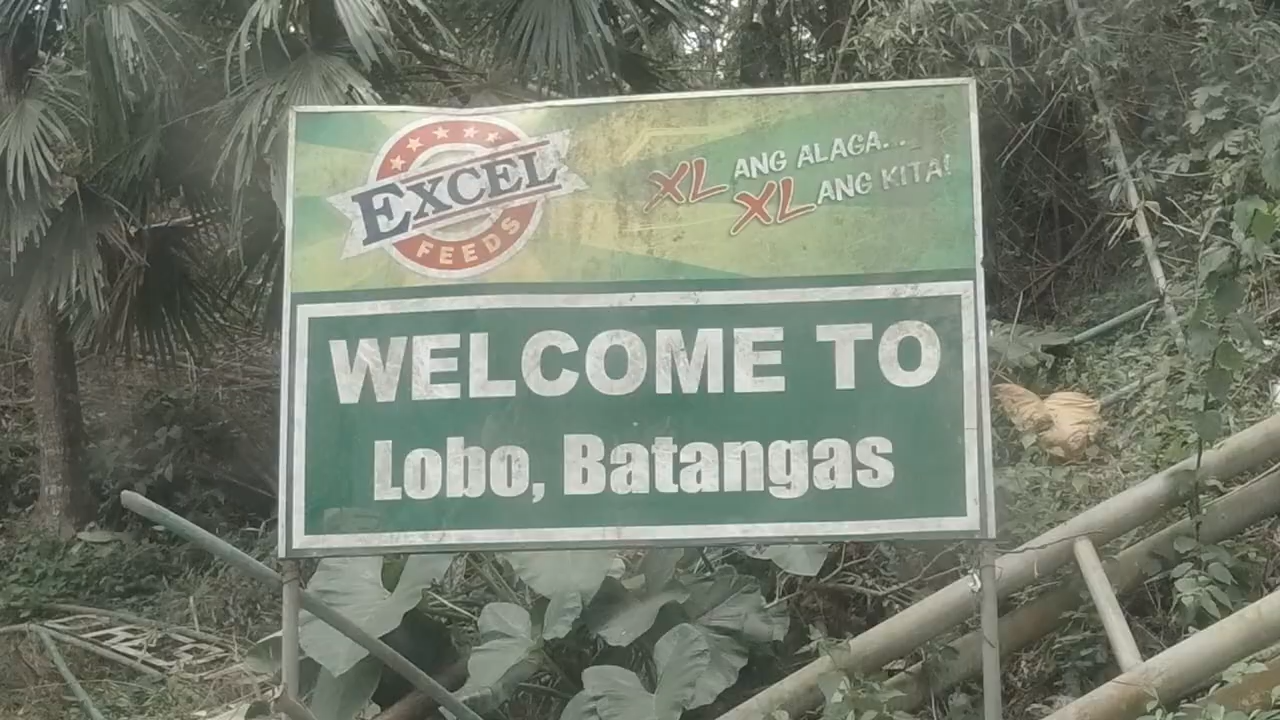 EXCEL
FEEDS
XL ANG ALAGA...
XL ANG KITA!
WELCOME TO
Lobo, Batangas